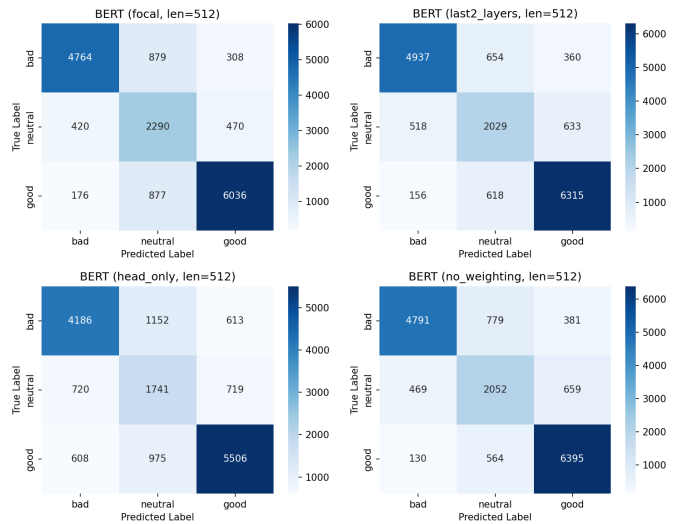 BERT (focal, len=512)
bad
neutral
good
True Label
4764 879 308
420 2290 470
176 877 6036
bad neutral good
Predicted Label
6000
5000
4000
3000
2000
1000
BERT (last2_layers, len=512)
bad
neutral
good
True Label
4937 654 360
518 2029 633
156 618 6315
bad neutral good
Predicted Label
6000
5000
4000
3000
2000
1000
BERT (head_only, len=512)
bad
neutral
good
True Label
4186 1152 613
720 1741 719
608 975 5506
bad neutral good
Predicted Label
5000
4000
3000
2000
1000
BERT (no_weighting, len=512)
bad
neutral
good
True Label
4791 779 381
469 2052 659
130 564 6395
bad neutral good
Predicted Label
6000
5000
4000
3000
2000
1000